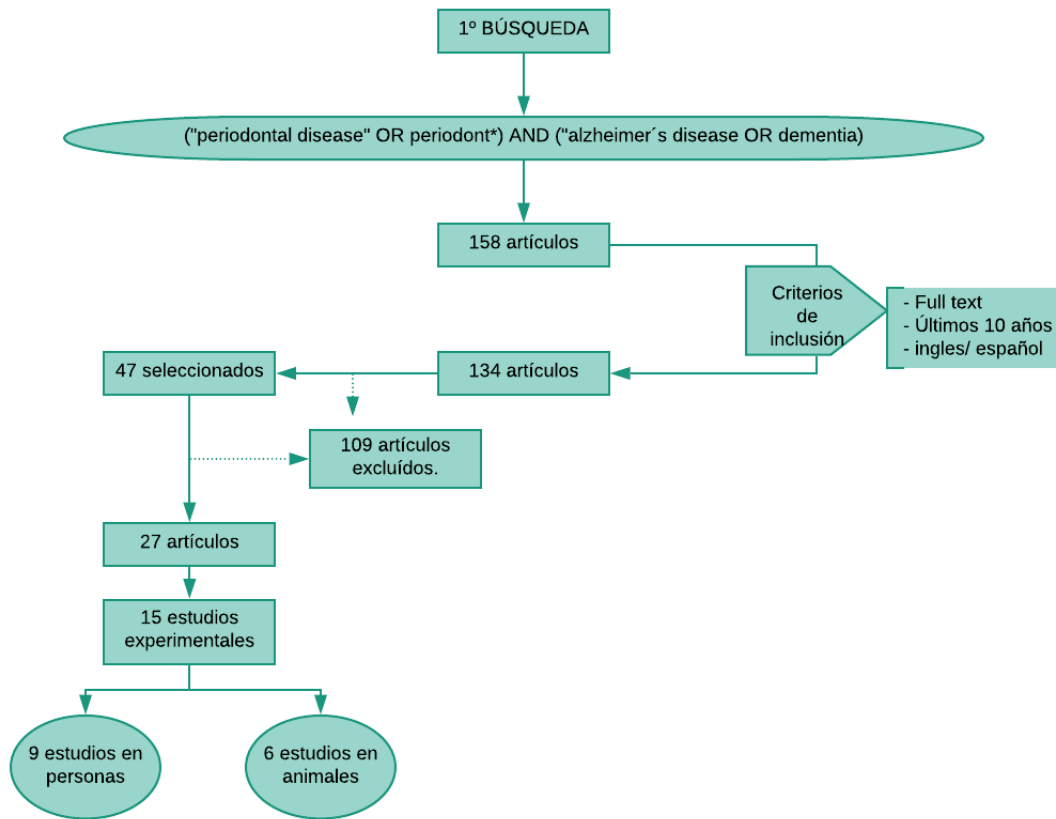 1º BÚSQUEDA
("periodontal disease" OR periodont*) AND ("alzheimer´s disease OR dementia)
158 artículos
Criterios
de
inclusión
- Full text
- Últimos 10 años
- ingles/ español
47 seleccionados
134 artículos
109 artículos
excluídos.
27 artículos
15 estudios
experimentales
9 estudios en
personas
6 estudios en
animales